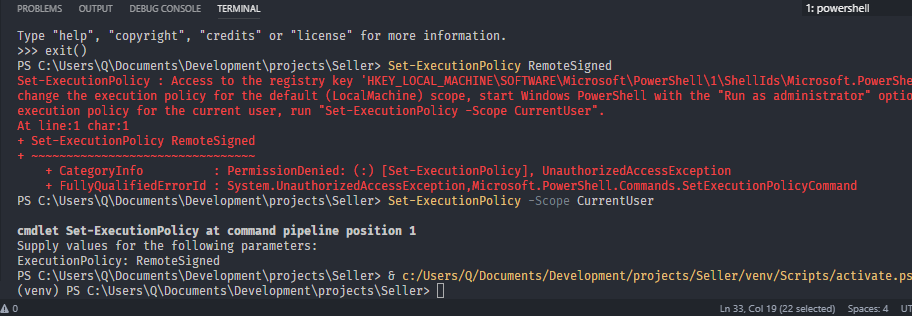 PROBLEMS OUTPUT DEBUG CONSOLE TERMINAL 1: powershell
Type "help", "copyright", "credits" or "license" for more information.
>>> exit()
PS C:\Users\Q\Documents\Development\projects\Seller> Set-ExecutionPolicy RemoteSigned
Set-ExecutionPolicy : Access to the registry key 'HKEY_LOCAL_MACHINE\SOFTWARE\Microsoft\PowerShell\1\ShellIds\Microsoft.PowerShe
change the execution policy for the default (LocalMachine) scope, start Windows PowerShell with the "Run as administrator" optio
execution policy for the current user, run "Set-ExecutionPolicy -Scope CurrentUser".
At line:1 char:1
+ Set-ExecutionPolicy RemoteSigned
+ ~~~~~~~~~~~~~~~~~~~~~~~~~~~~~~~~
+ CategoryInfo : PermissionDenied: (:) [Set-ExecutionPolicy], UnauthorizedAccessException
+ FullyQualifiedErrorId : System.UnauthorizedAccessException,Microsoft.PowerShell.Commands.SetExecutionPolicyCommand
PS C:\Users\Q\Documents\Development\projects\Seller> Set-ExecutionPolicy -Scope CurrentUser
cmdlet Set-ExecutionPolicy at command pipeline position 1
Supply values for the following parameters:
ExecutionPolicy: RemoteSigned
PS C:\Users\Q\Documents\Development\projects\Seller> & c:/Users/Q/Documents/Development/projects/Seller/venv/Scripts/activate.ps
(venv) PS C:\Users\Q\Documents\Development\projects\Seller>
0 Ln 33, Col 19 (22 selected) Spaces: 4 UT